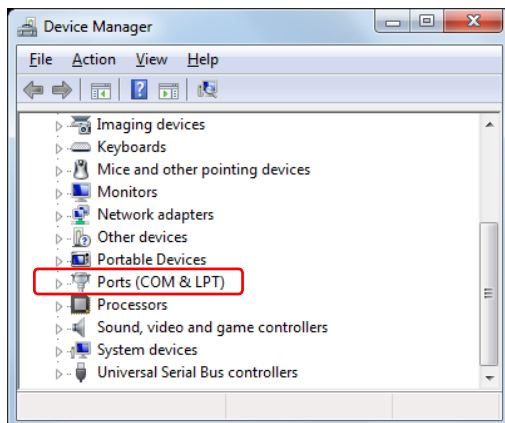 Device Manager
File Action View Help
Imaging devices
Keyboards
Mice and other pointing devices
Monitors
Network adapters
Other devices
Portable Devices
Ports (COM & LPT)
Processors
Sound, video and game controllers
System devices
Universal Serial Bus controllers